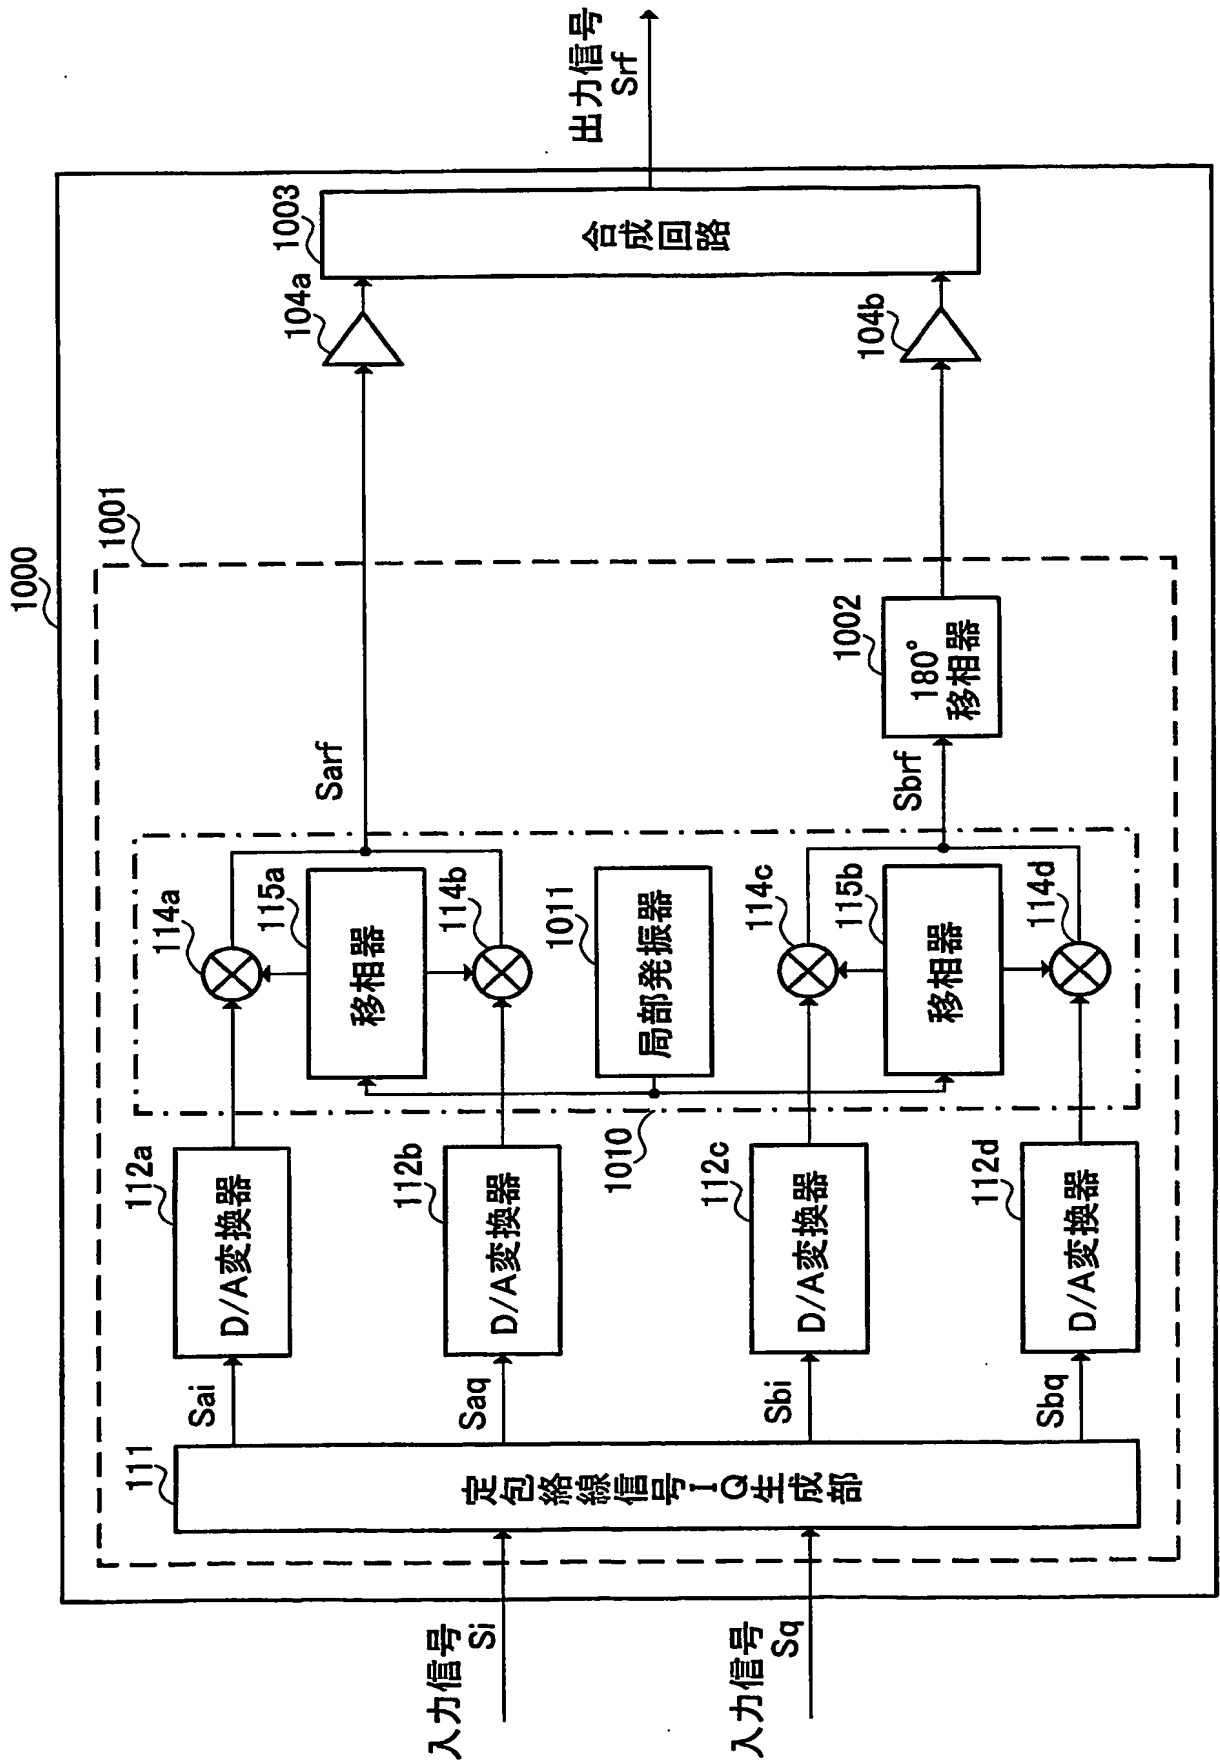 1000
1001
入力信号
Si
入力信号
Sq
111
定包絡線信号IQ生成部
Sai
Saq
Sbi
Sbq
112a
D/A変換器
112b
D/A変換器
112c
D/A変換器
112d
D/A変換器
1010
114a
115a
移相器
114b
1011
局部発振器
114c
115b
移相器
114d
Sarf
Sbrf
1002
180°
移相器
104a
104b
1003
合成回路
出力信号
Srf